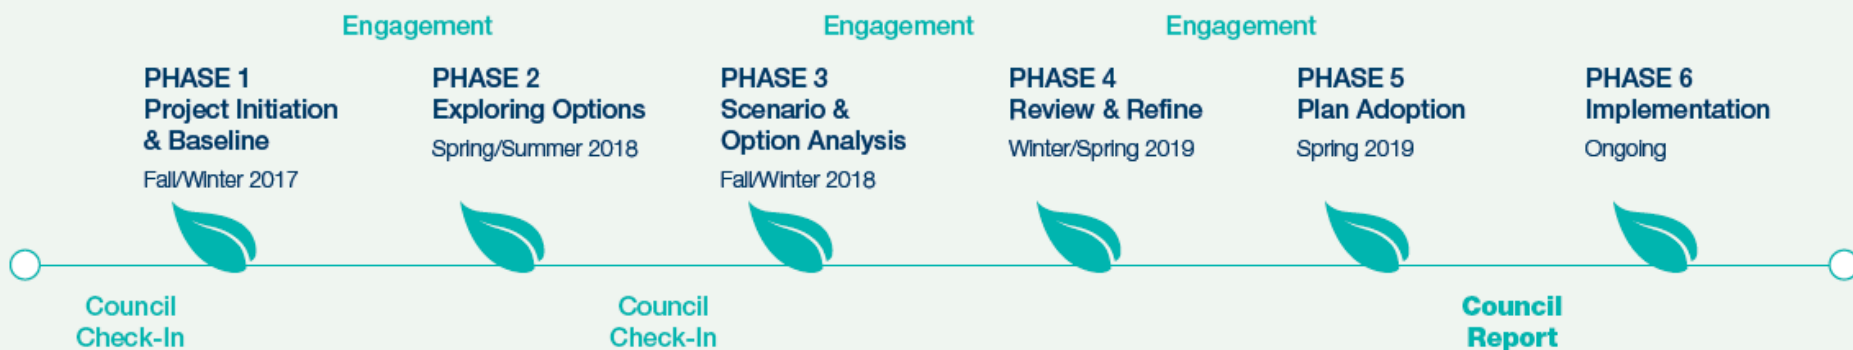 Engagement
Engagement
Engagement
PHASE 1
Project Initiation
& Baseline
Fall/Winter 2017
PHASE 2
Exploring Options
Spring/Summer 2018
PHASE 3
Scenario &
Option Analysis
Fall/Winter 2018
PHASE 4
Review & Refine
Winter/Spring 2019
PHASE 5
Plan Adoption
Spring 2019
PHASE 6
Implementation
Ongoing
Council
Check-In
Council
Check-In
Council
Report